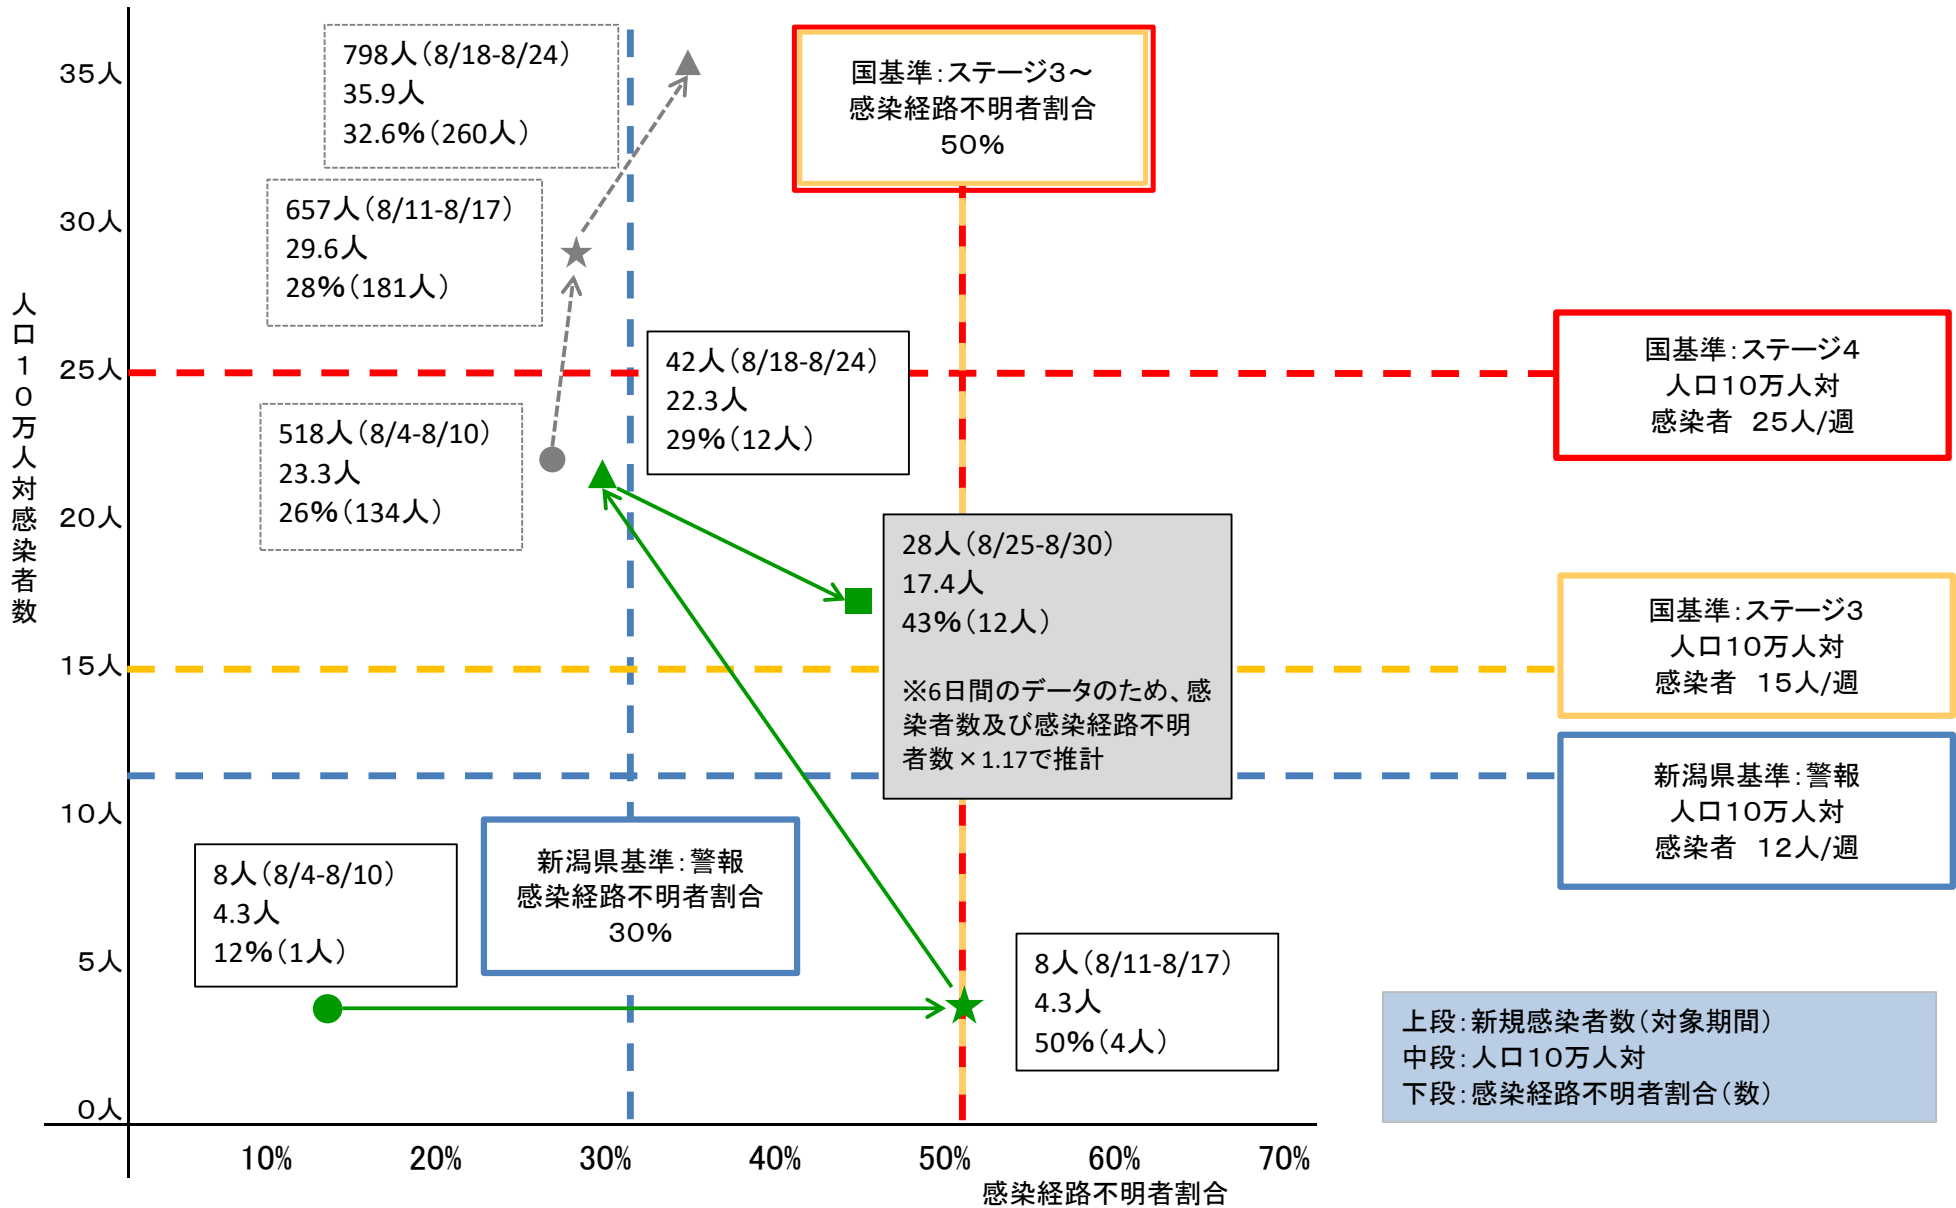 35人
30人
25人
20人
15人
10人
5人
0人
人口10万人対感染者数
798人(8/18-8/24)
35.9人
32.6%(260人)
657人(8/11-8/17)
29.6人
28%(181人)
518人(8/4-8/10)
23.3人
26%(134人)
国基準:ステージ3~
感染経路不明者割合
50%
42人(8/18-8/24)
22.3人
29%(12人)
国基準:ステージ4
人口10万人対
感染者 25人/週
28人(8/25-8/30)
17.4人
43%(12人)
※6日間のデータのため、感
染者数及び感染経路不明
者数×1.17で推計
国基準:ステージ3
人口10万人対
感染者 15人/週
新潟県基準:警報
人口10万人対
感染者 12人/週
8人(8/4-8/10)
4.3人
12%(1人)
新潟県基準:警報
感染経路不明者割合
30%
8人(8/11-8/17)
4.3人
50%(4人)
上段:新規感染者数(対象期間)
中段:人口10万人対
下段:感染経路不明者割合(数)
10%
20%
30%
40%
50%
60%
70%
感染経路不明者割合